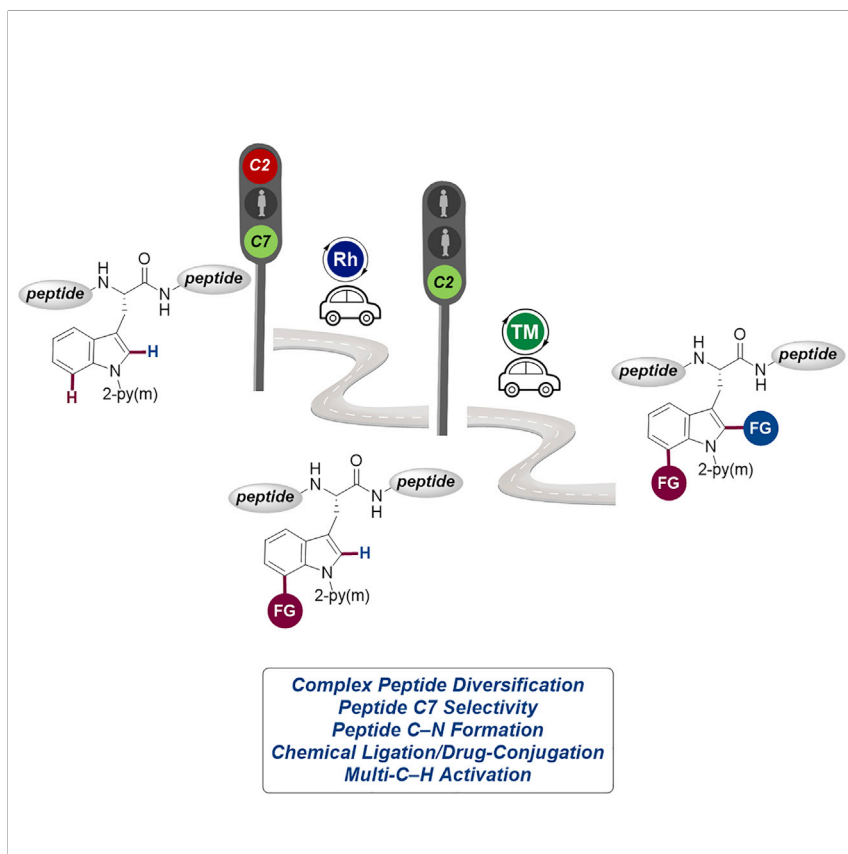 C2
C7
Rh
C2
TM
H
N
O
N
H
peptide
peptide
H
N
H
2-py(m)
H
N
O
N
H
peptide
peptide
H
N
2-py(m)
FG
H
N
O
N
H
peptide
peptide
FG
N
2-py(m)
FG
Complex Peptide Diversification
Peptide C7 Selectivity
Peptide C–N Formation
Chemical Ligation/Drug-Conjugation
Multi-C–H Activation